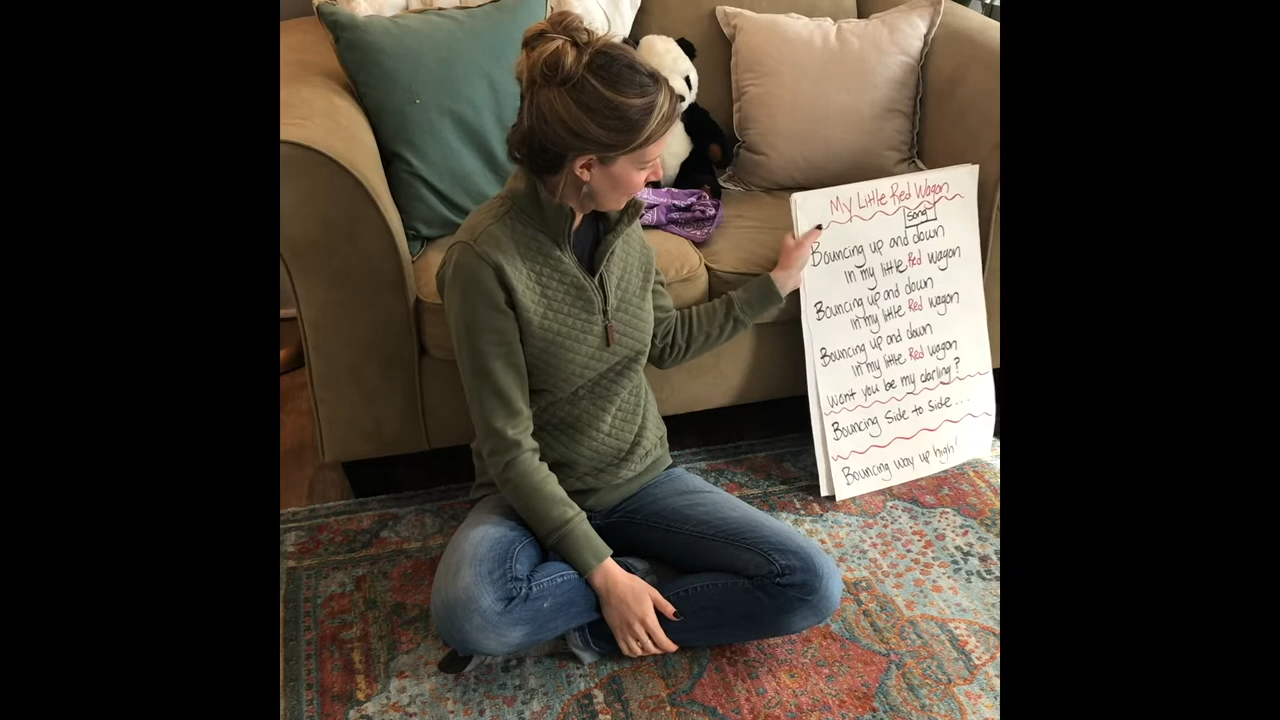 My Little Red Wagon
song
Bouncing up and down
in my little Red wagon
Bouncing up and down
in my little Red wagon
Bouncing up and down
in my little Red wagon
Won't you be my darling?
Bouncing Side to Side...
Bouncing way up high!